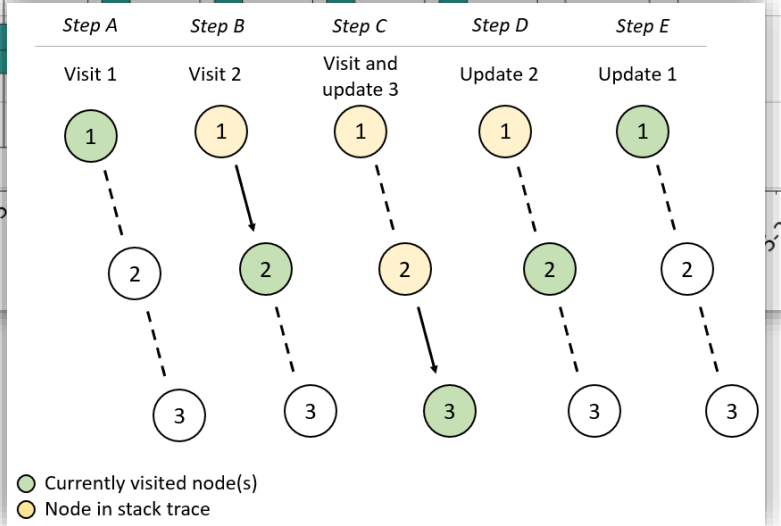 Step A Step B Step C Step D Step E
Visit 1 Visit 2 Visit and update 3 Update 2 Update 1
1 1 1 1 1
2 2 2 2 2
3 3 3 3 3
Currently visited node(s)
Node in stack trace